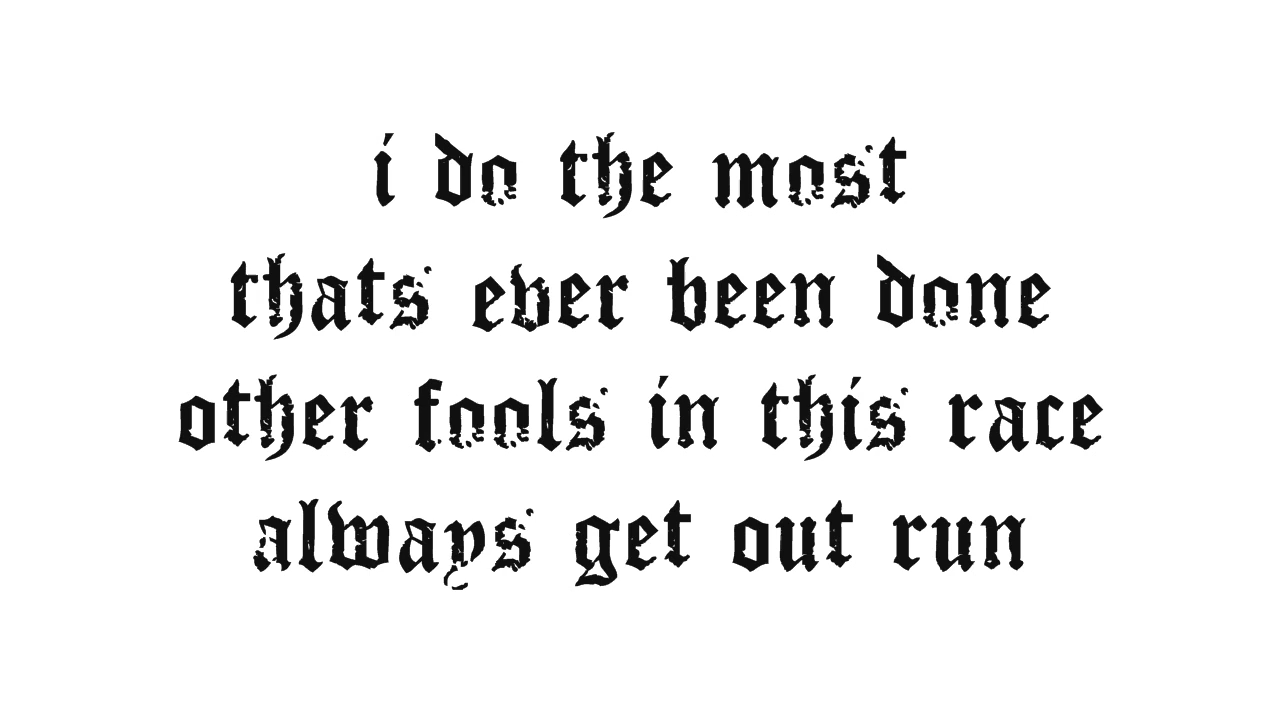 i do the most
thats ever been done
other fools in this race
always get out run